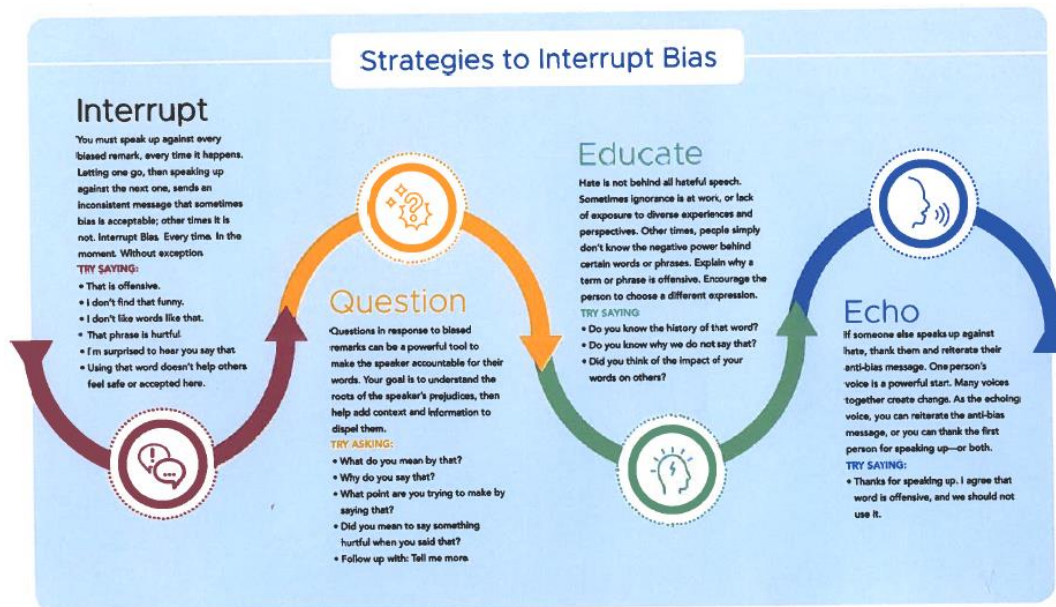 Strategies to Interrupt Bias
Interrupt
You must speak up against every
biased remark, every time it happens.
Letting one go, then speaking up
against the next one, sends an
inconsistent message that sometimes
bias is acceptable; other times it is
not. Interrupt Bias. Every time. In the
moment. Without exception
TRY SAYING:
• That is offensive.
• I don't find that funny.
• I don't like words like that.
• That phrase is hurtful
• I'm surprised to hear you say that
• Using that word doesn't help others
feel safe or accepted here.
Question
Questions in response to biased
remarks can be a powerful tool to
make the speaker accountable for their
words. Your goal is to understand the
roots of the speaker's prejudices, then
help add context and information to
dispel them.
TRY ASKING:
• What do you mean by that?
• Why do you say that?
• What point are you trying to make by
saying that?
• Did you mean to say something
hurtful when you said that?
• Follow up with: Tell me more
Educate
Hate is not behind all hateful speech.
Sometimes ignorance is at work, or lack
of exposure to diverse experiences and
perspectives. Other times, people simply
don't know the negative power behind
certain words or phrases. Explain why a
term or phrase is offensive. Encourage the
person to choose a different expression.
TRY SAYING
• Do you know the history of that word?
• Do you know why we do not say that?
• Did you think of the impact of your
words on others?
Echo
If someone else speaks up against
hate, thank them and reiterate their
anti-bias message. One person's
voice is a powerful start. Many voices
together create change. As the echoing
voice, you can reiterate the anti-bias
message, or you can thank the first
person for speaking up—or both.
TRY SAYING:
• Thanks for speaking up. I agree that
word is offensive, and we should not
use it.